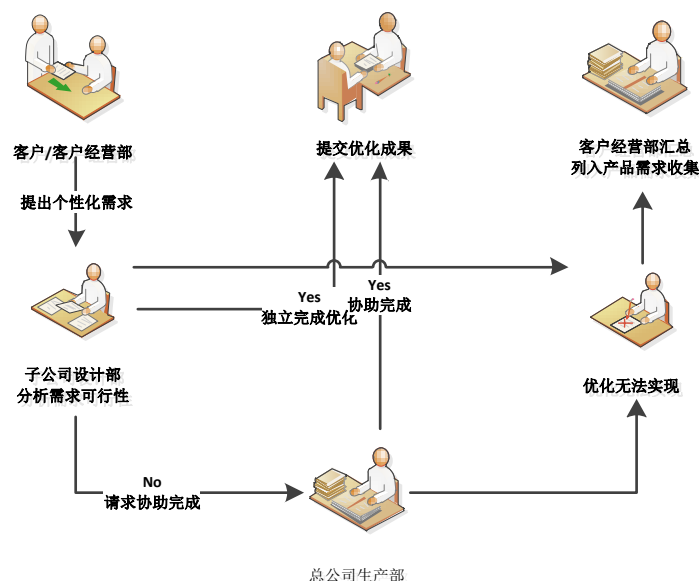 客户/客户经营部
提交优化成果
客户经营部汇总
列入产品需求收集
提出个性化需求
Yes
独立完成优化
Yes
协助完成
子公司设计部
分析需求可行性
优化无法实现
No
请求协助完成
总公司生产部